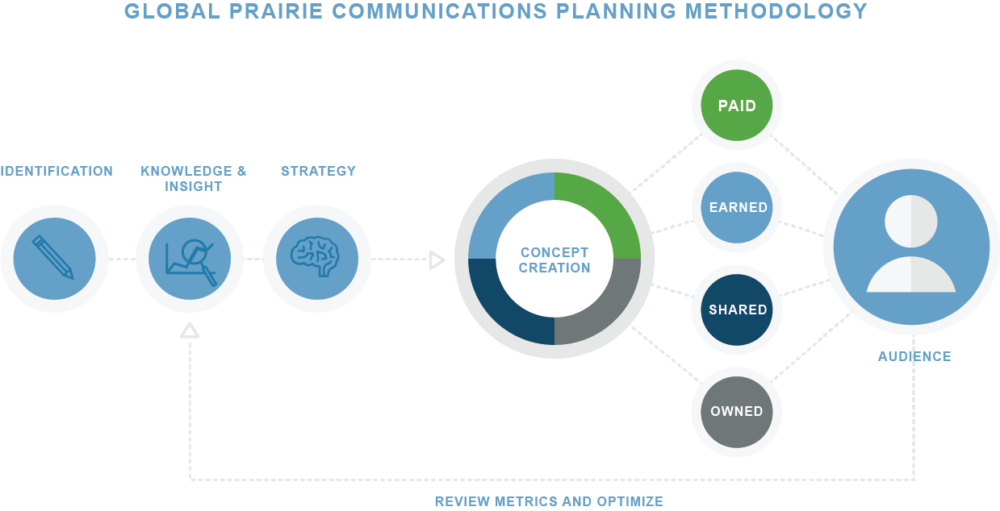 GLOBAL PRAIRIE COMMUNICATIONS PLANNING METHODOLOGY
IDENTIFICATION
KNOWLEDGE &
INSIGHT
STRATEGY
CONCEPT
CREATION
PAID
EARNED
SHARED
OWNED
AUDIENCE
REVIEW METRICS AND OPTIMIZE